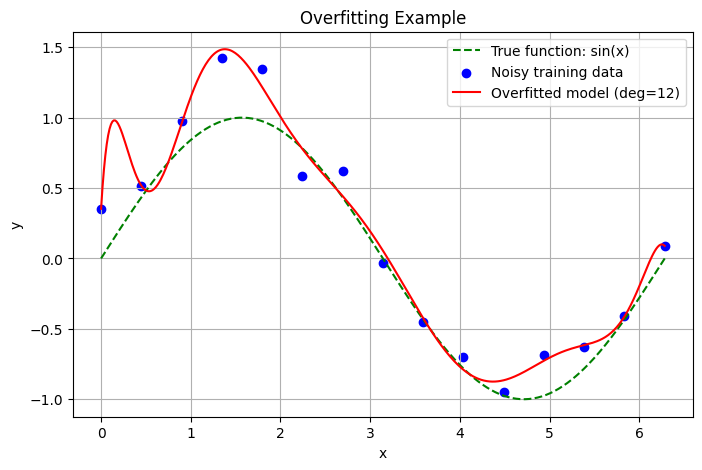 Overfitting Example
True function: sin(x)
Noisy training data
Overfitted model (deg=12)
1.5
1.0
0.5
0.0
−0.5
−1.0
y
0 1 2 3 4 5 6
x